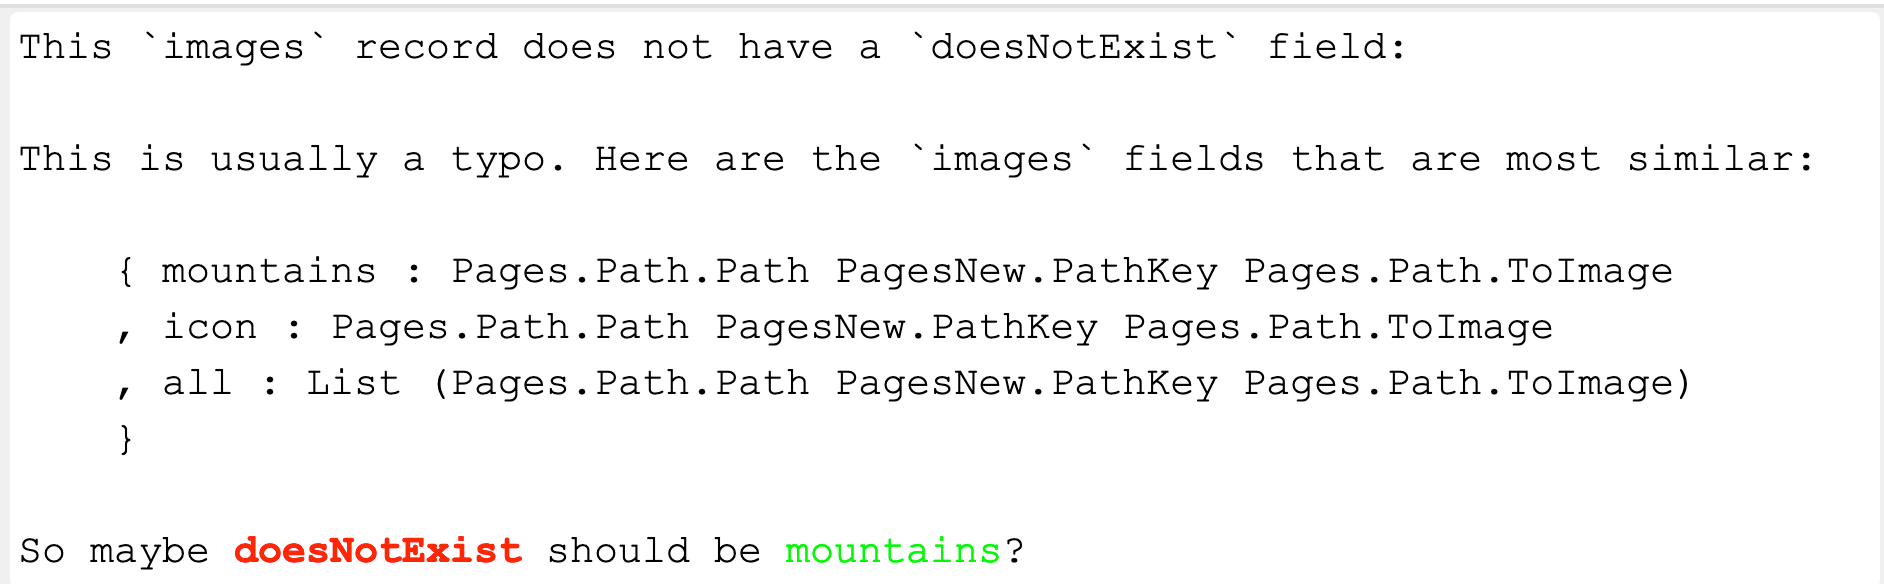 This `images` record does not have a `doesNotExist` field:
This is usually a typo. Here are the `images` fields that are most similar:
{ mountains : Pages.Path.Path PagesNew.PathKey Pages.Path.ToImage
, icon : Pages.Path.Path PagesNew.PathKey Pages.Path.ToImage
, all : List (Pages.Path.Path PagesNew.PathKey Pages.Path.ToImage)
}
So maybe doesNotExist should be mountains?